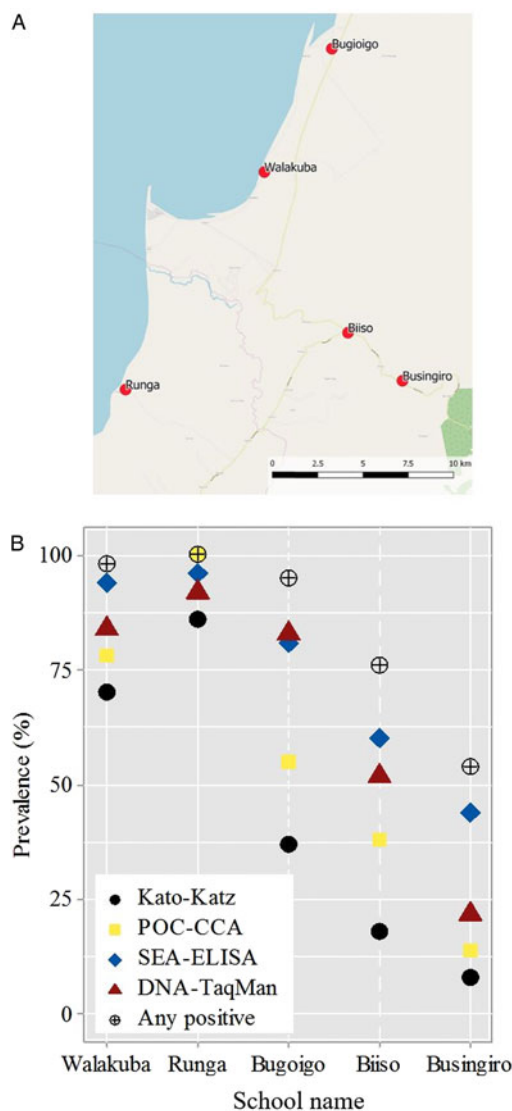 A
Bugioigo
Walakuba
Biiso
Busingiro
Runga
0 2.5 5 7.5 10 km
B
100
75
50
25
0
Prevalence (%)
Kato-Katz
POC-CCA
SEA-ELISA
DNA-TaqMan
Any positive
Walakuba Runga Bugoigo Biiso Busingiro
School name